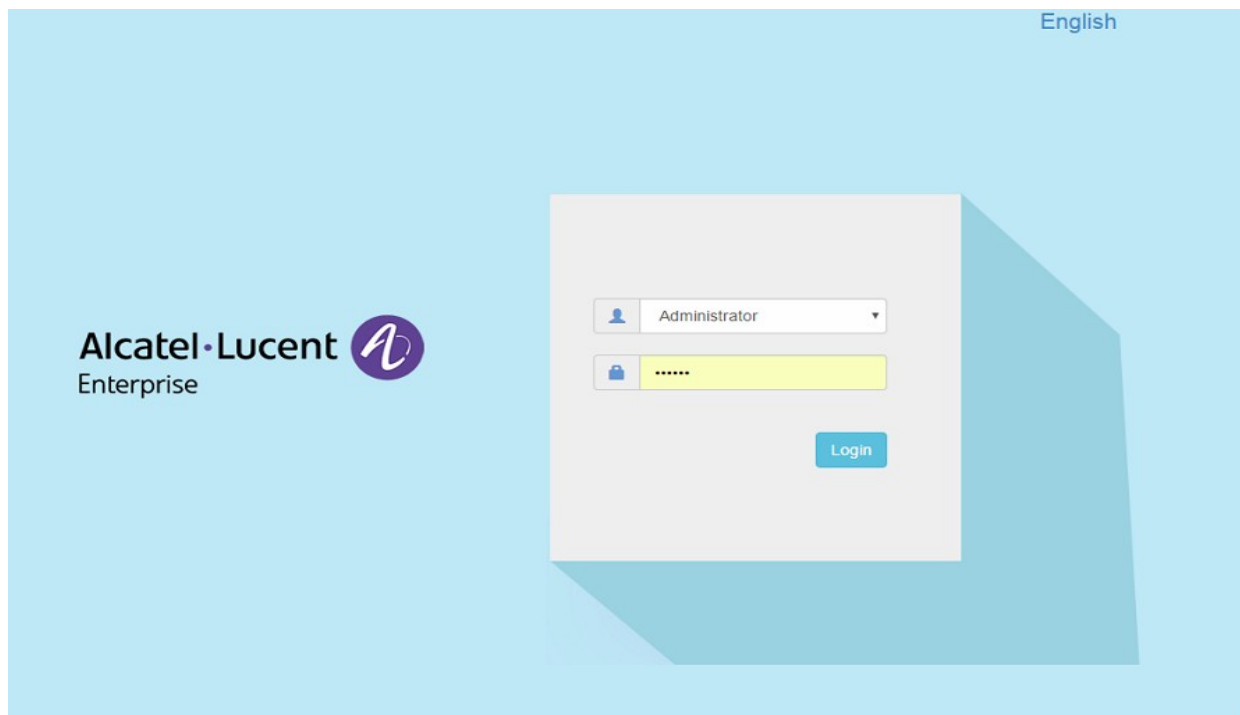 English
Alcatel·Lucent
Enterprise
Administrator
••••••
Login